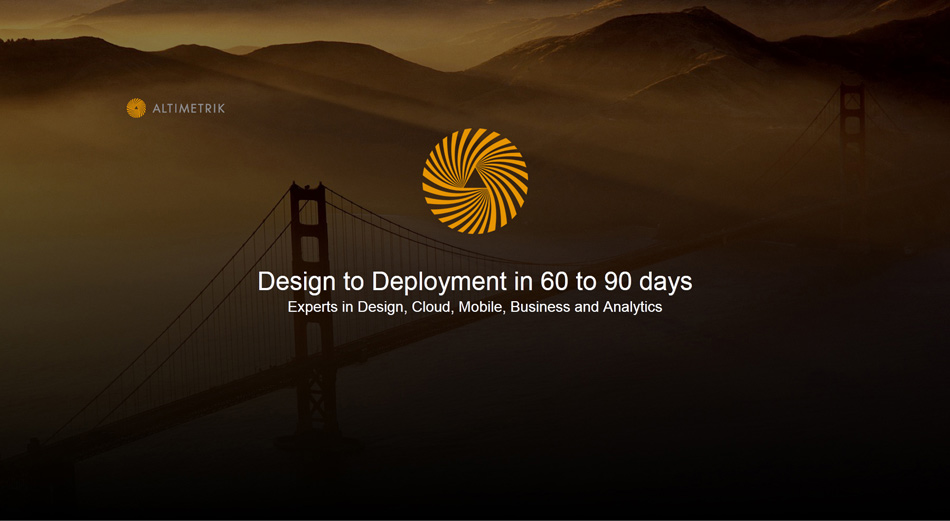 ALTIMETRIK
Design to Deployment in 60 to 90 days
Experts in Design, Cloud, Mobile, Business and Analytics